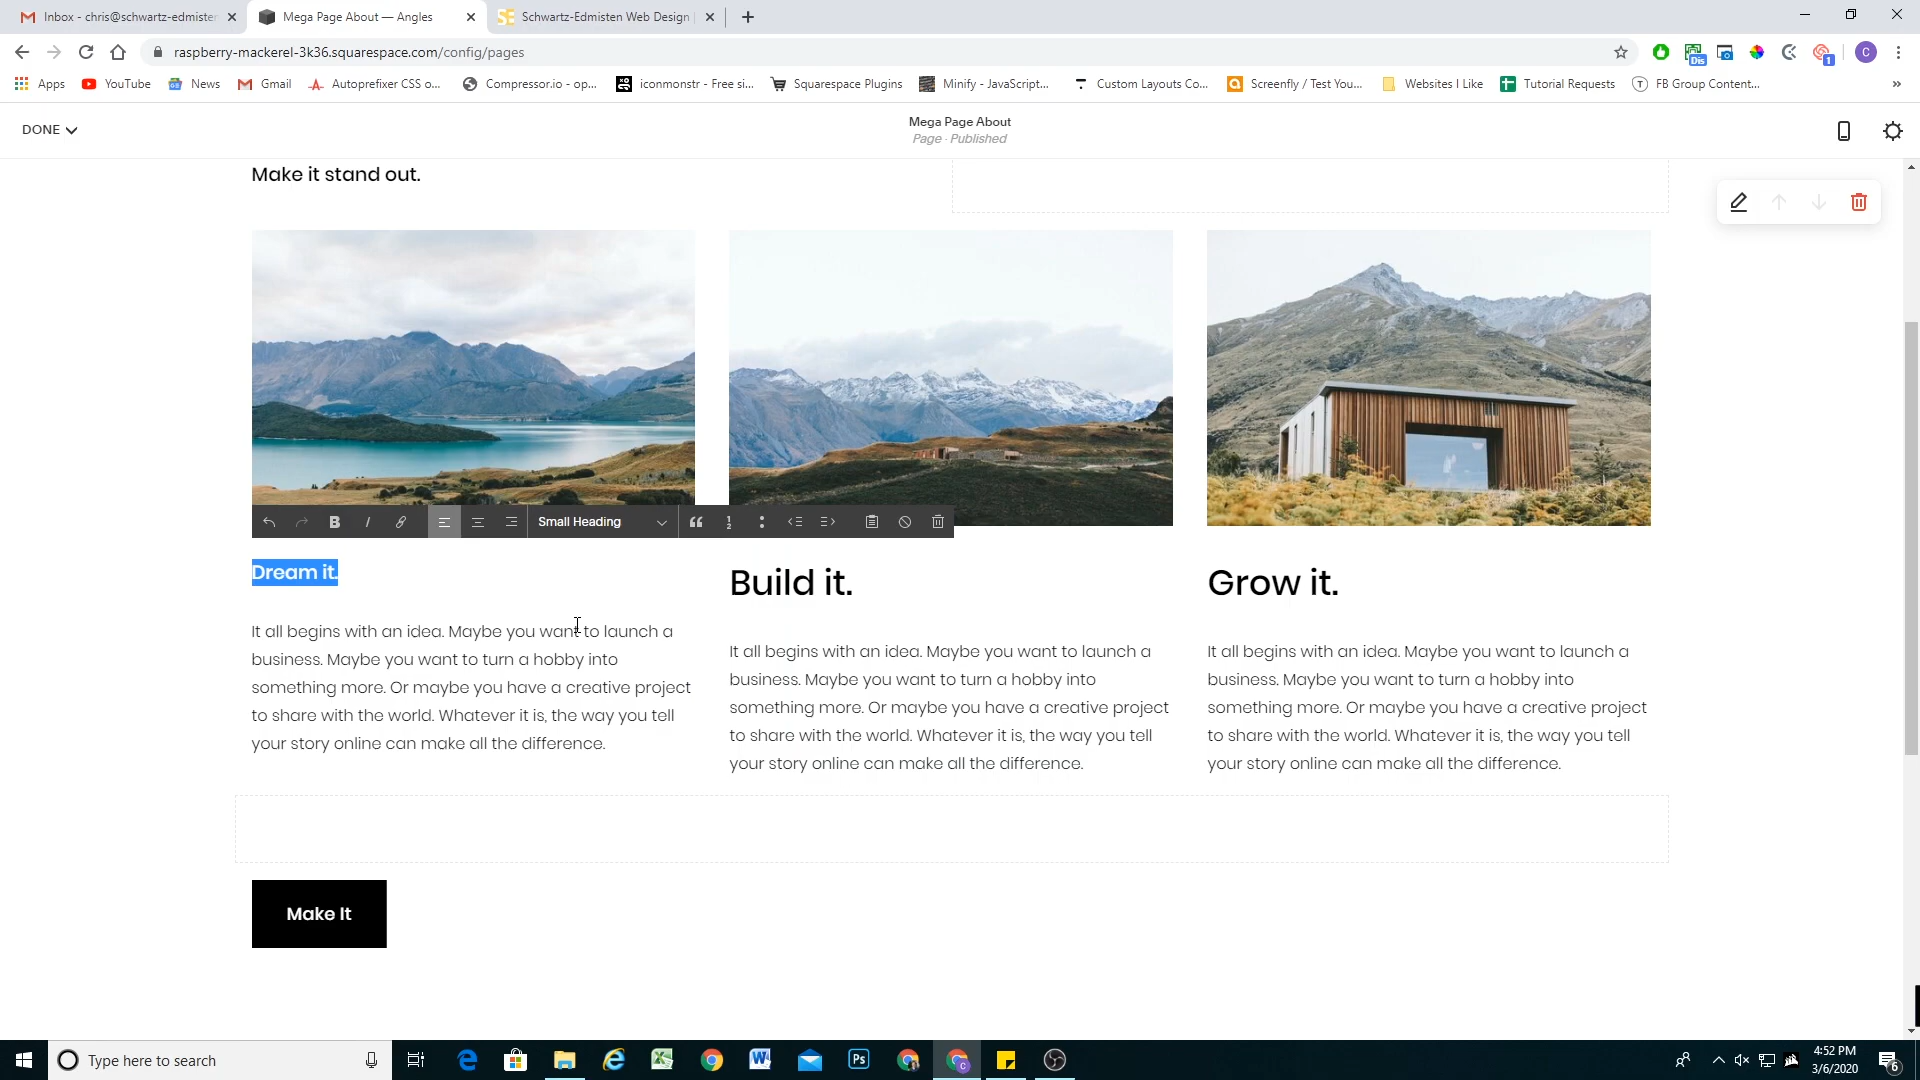 Inbox - chris@schwartz-edmister
Mega Page About — Angles
Schwartz-Edmisten Web Design
raspberry-mackerel-3k36.squarespace.com/config/pages
Apps
YouTube
News
Gmail
Autoprefixer CSS o...
Compressor.io - op...
iconmonstr - Free si...
Squarespace Plugins
Minify - JavaScript...
Custom Layouts Co...
Screenfly / Test You...
Websites I Like
Tutorial Requests
FB Group Content...
DONE
Mega Page About
Page · Published
Make it stand out.
Small Heading
Dream it.
It all begins with an idea. Maybe you want to launch a
business. Maybe you want to turn a hobby into
something more. Or maybe you have a creative project
to share with the world. Whatever it is, the way you tell
your story online can make all the difference.
Build it.
It all begins with an idea. Maybe you want to launch a
business. Maybe you want to turn a hobby into
something more. Or maybe you have a creative project
to share with the world. Whatever it is, the way you tell
your story online can make all the difference.
Grow it.
It all begins with an idea. Maybe you want to launch a
business. Maybe you want to turn a hobby into
something more. Or maybe you have a creative project
to share with the world. Whatever it is, the way you tell
your story online can make all the difference.
Make It
Type here to search
4:52 PM
3/6/2020